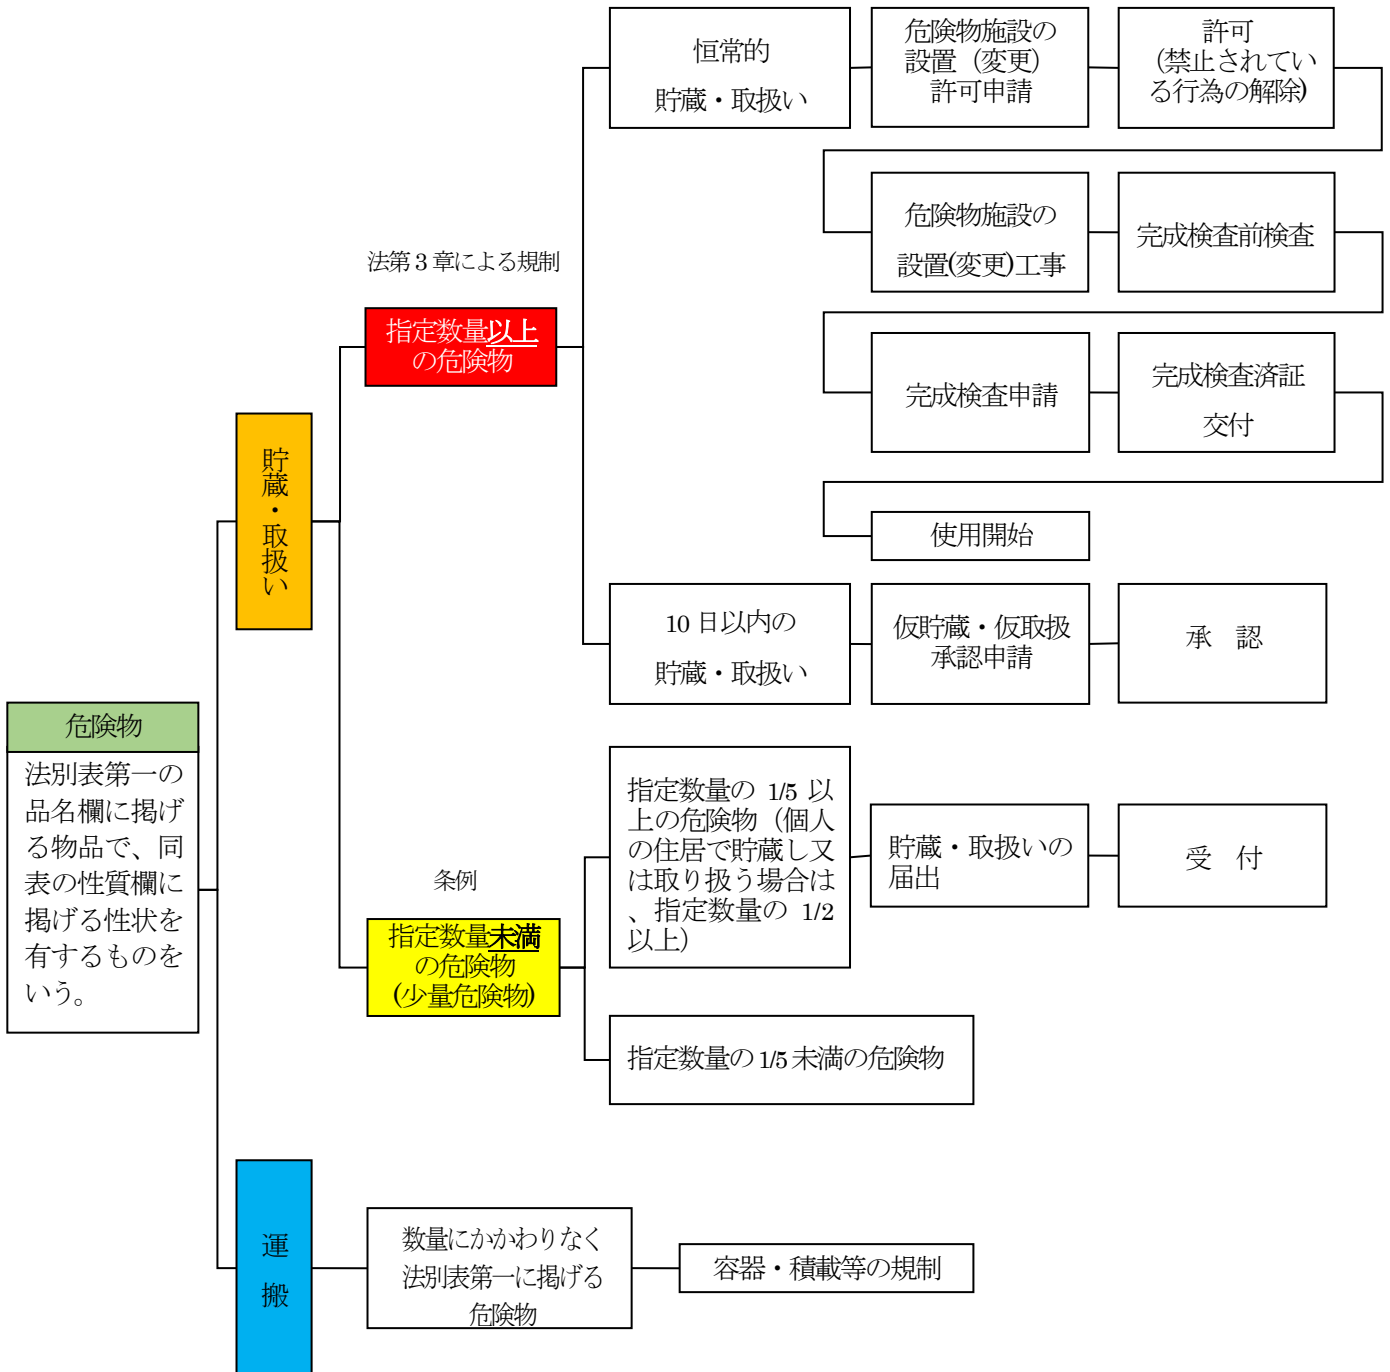 恒常的
貯蔵・取扱い
危険物施設の
設置（変更）
許可申請
許可
（禁止されてい
る行為の解除）
危険物施設の
設置(変更)工事
完成検査前検査
法第３章による規制
指定数量以上
の危険物
完成検査申請
完成検査済証
交付
使用開始
貯蔵・取扱い
10 日以内の
貯蔵・取扱い
仮貯蔵・仮取扱
承認申請
承　認
危険物
法別表第一の
品名欄に掲げ
る物品で、同
表の性質欄に
掲げる性状を
有するものを
いう。
条例
指定数量未満
の危険物
(少量危険物)
指定数量の 1/5 以
上の危険物（個人
の住居で貯蔵し又
は取り扱う場合は
、指定数量の 1/2
以上）
貯蔵・取扱いの
届出
受　付
指定数量の 1/5 未満の危険物
運搬
数量にかかわりなく
法別表第一に掲げる
危険物
容器・積載等の規制